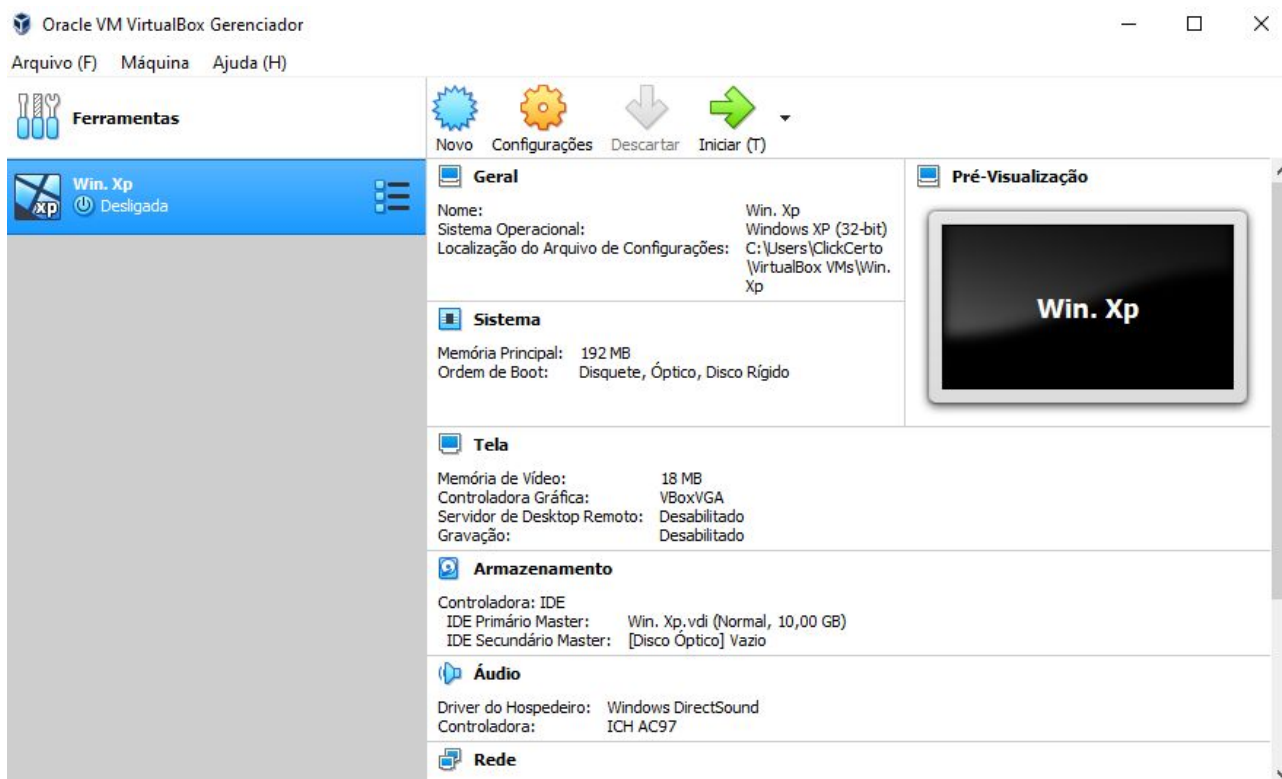 Oracle VM VirtualBox Gerenciador
Arquivo (F) Máquina Ajuda (H)
Ferramentas
Novo Configurações Descartar Iniciar (T)
Win. Xp
Desligada
XP
Geral
Nome: Win. Xp
Sistema Operacional: Windows XP (32-bit)
Localização do Arquivo de Configurações: C:\Users\ClickCerto
\VirtualBox VMs\Win.
Xp
Pré-Visualização
Win. Xp
Sistema
Memória Principal: 192 MB
Ordem de Boot: Disquete, Óptico, Disco Rígido
Tela
Memória de Vídeo: 18 MB
Controladora Gráfica: VBoxVGA
Servidor de Desktop Remoto: Desabilitado
Gravação: Desabilitado
Armazenamento
Controladora: IDE
IDE Primário Master: Win. Xp.vdi (Normal, 10,00 GB)
IDE Secundário Master: [Disco Óptico] Vazio
Áudio
Driver do Hospedeiro: Windows DirectSound
Controladora: ICH AC97
Rede